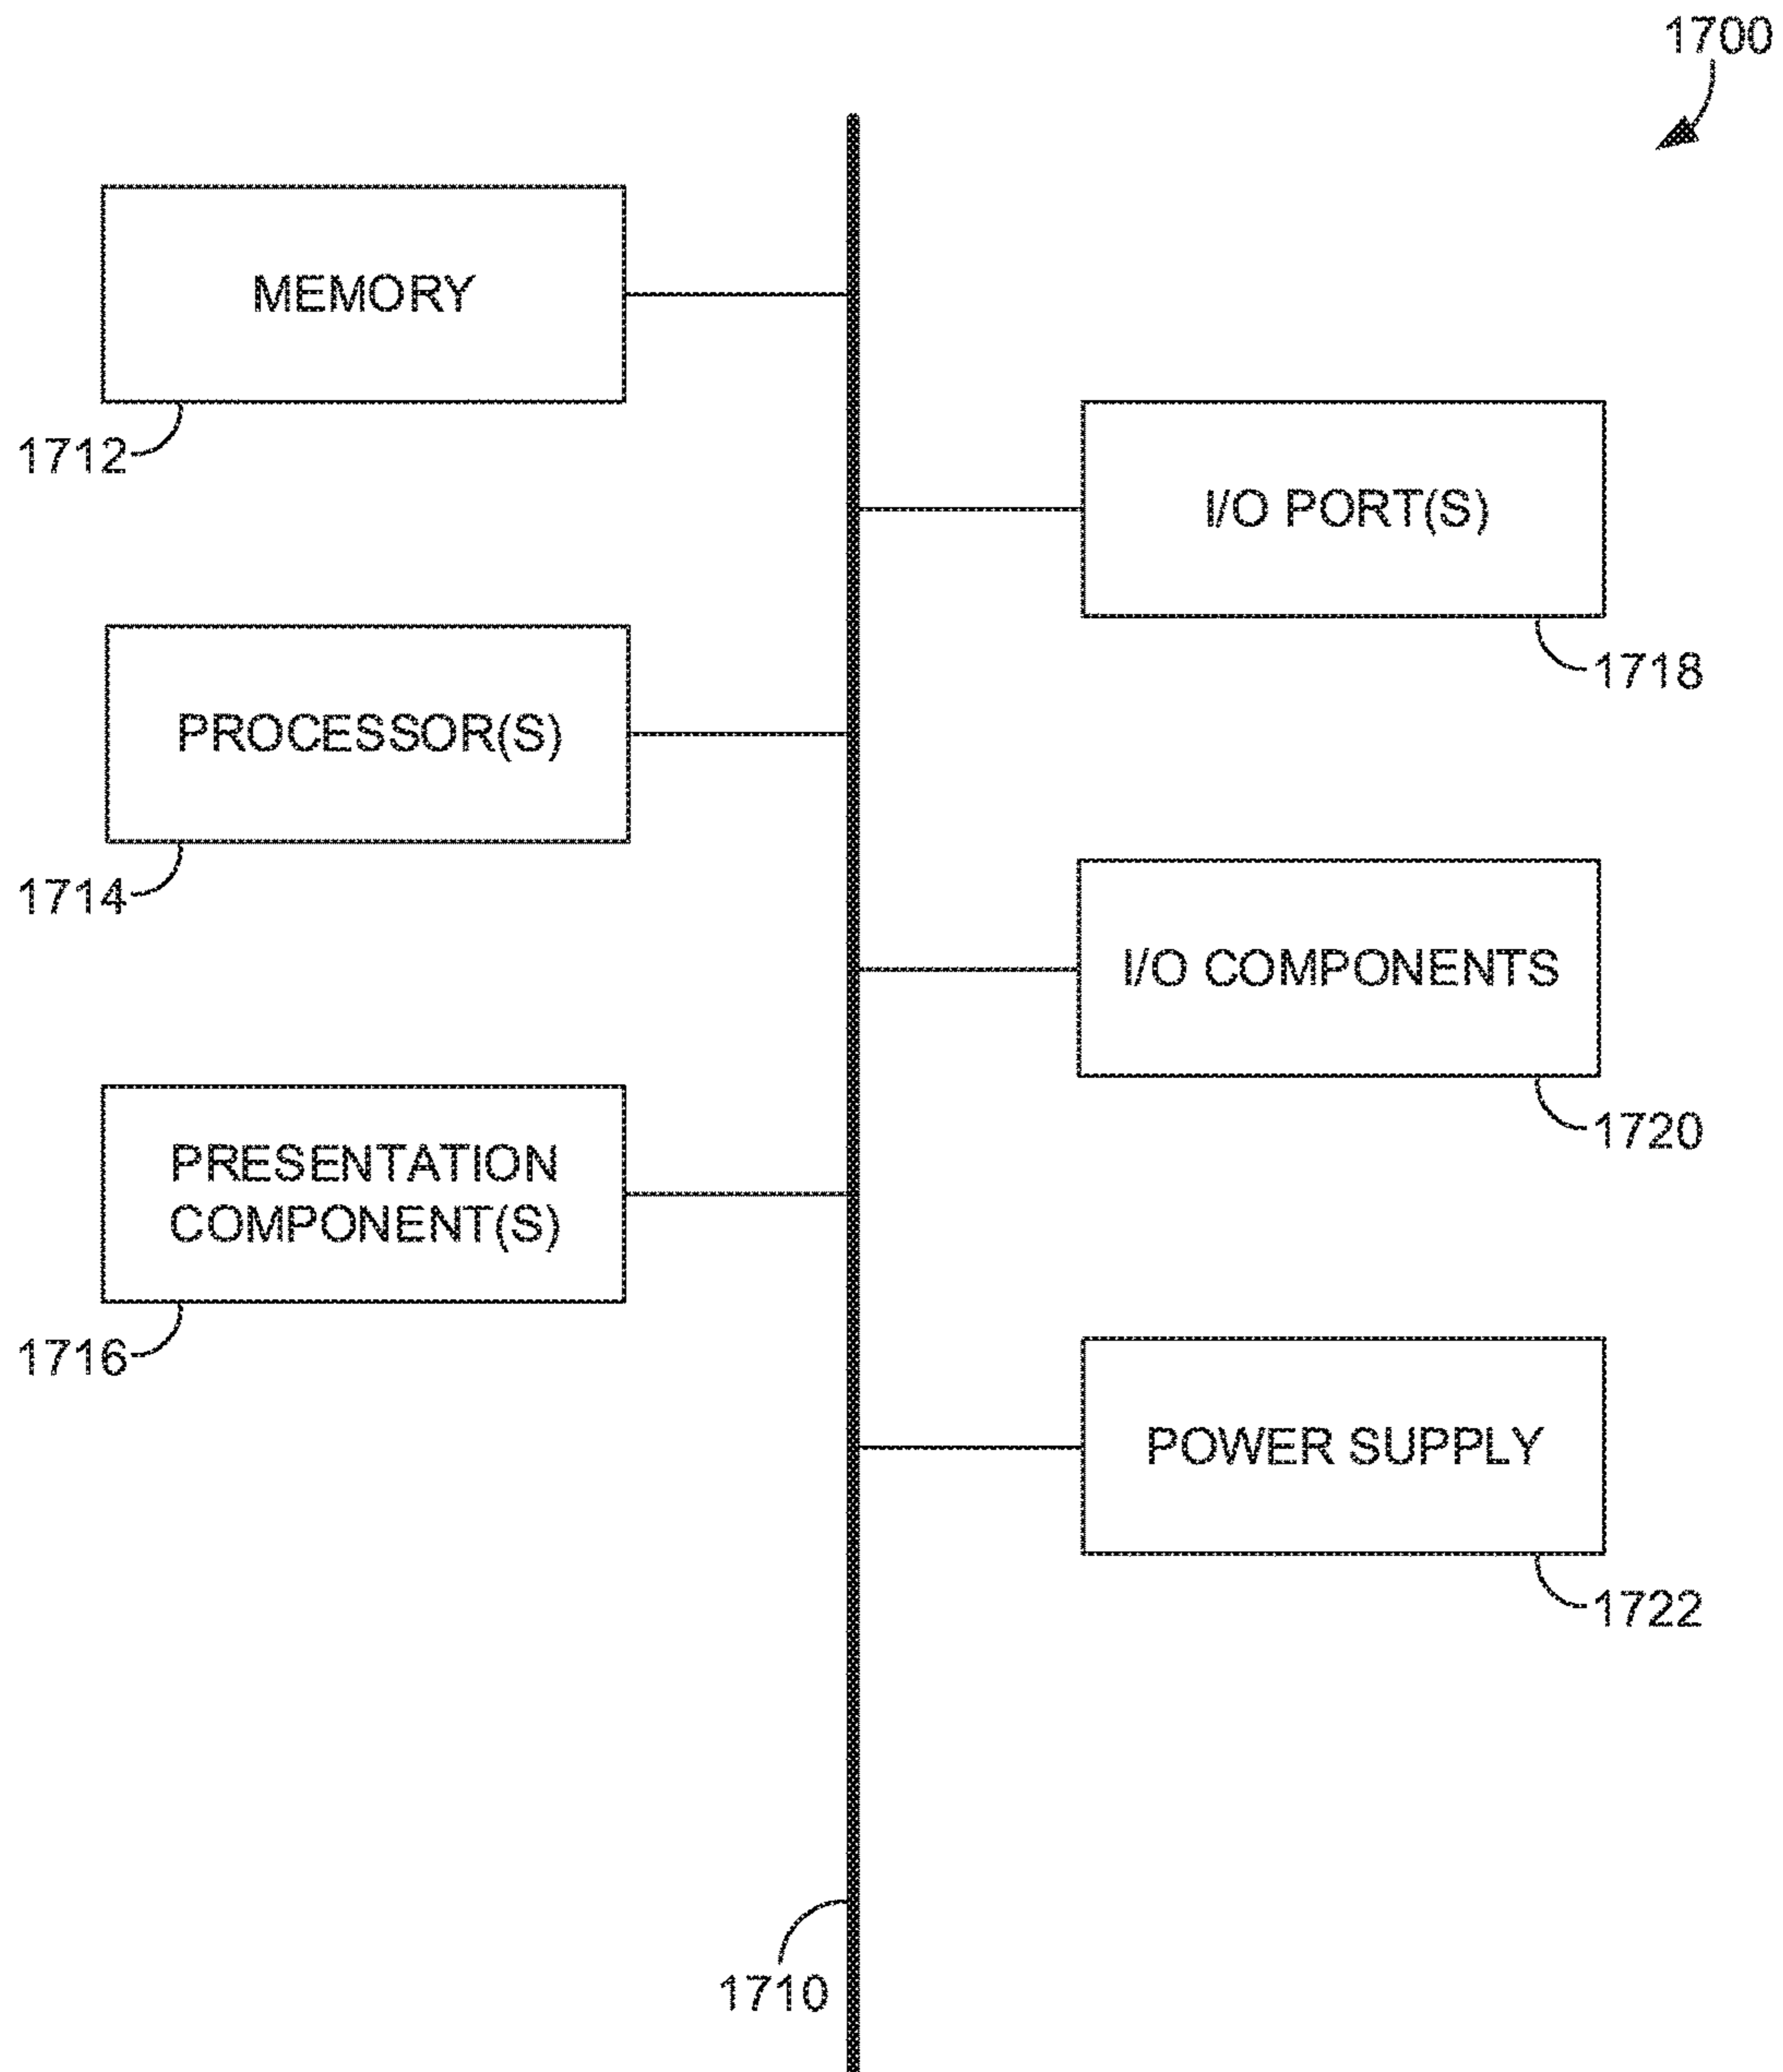 1700
MEMORY
1712
I/O PORT(S)
1718
PROCESSOR(S)
1714
I/O COMPONENTS
1720
PRESENTATION
COMPONENT(S)
1716
POWER SUPPLY
1722
1710